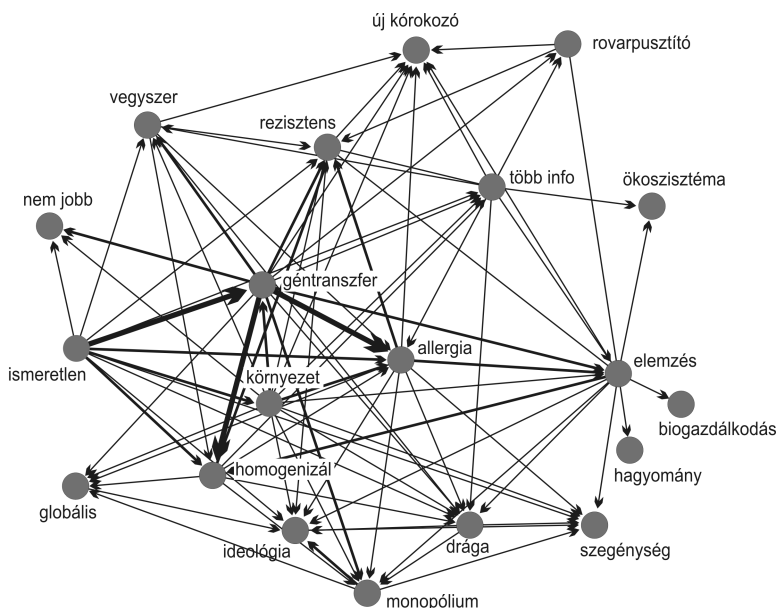 új kórokozó
rovarpusztító
vegyszer
rezisztens
több info
ökoszisztéma
nem jobb
géntranszfer
allergia
elemzés
ismeretlen
környezet
biogazdálkodás
hagyomány
homogenizál
globális
ideológia
drága
szegénység
monopólium